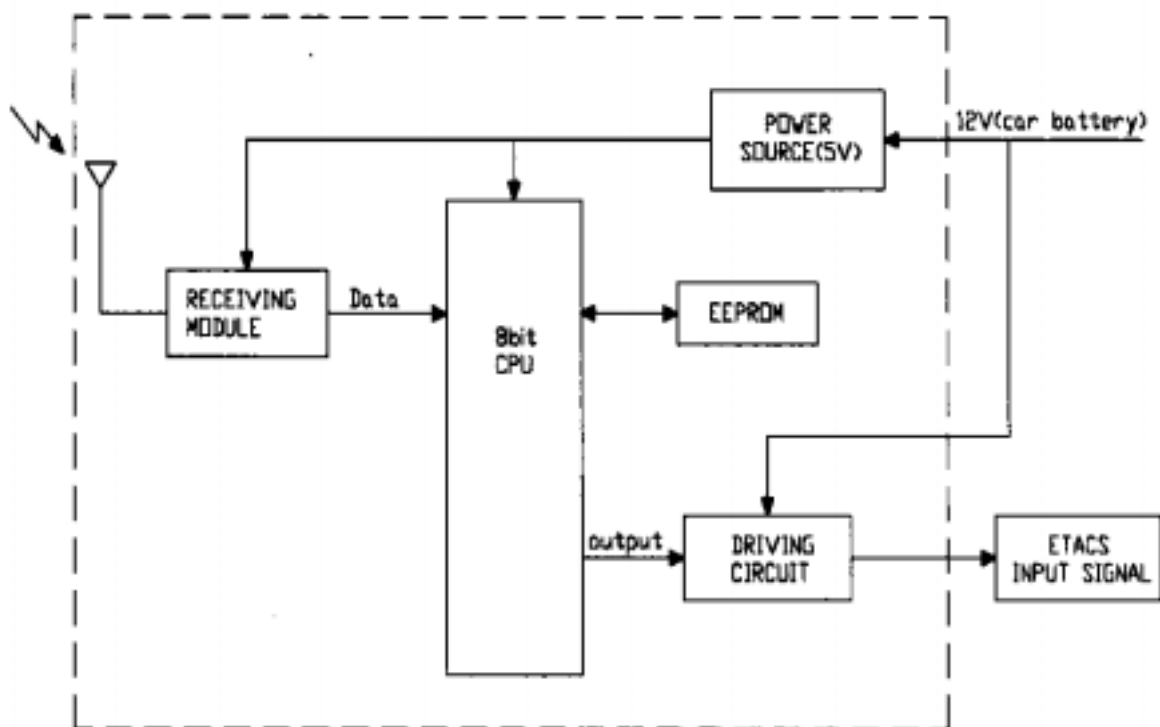 POWER
SOURCE(5V)
12V(car battery)
RECEIVING
MODULE
Data
8bit
CPU
EEPROM
output
DRIVING
CIRCUIT
ETACS
INPUT SIGNAL